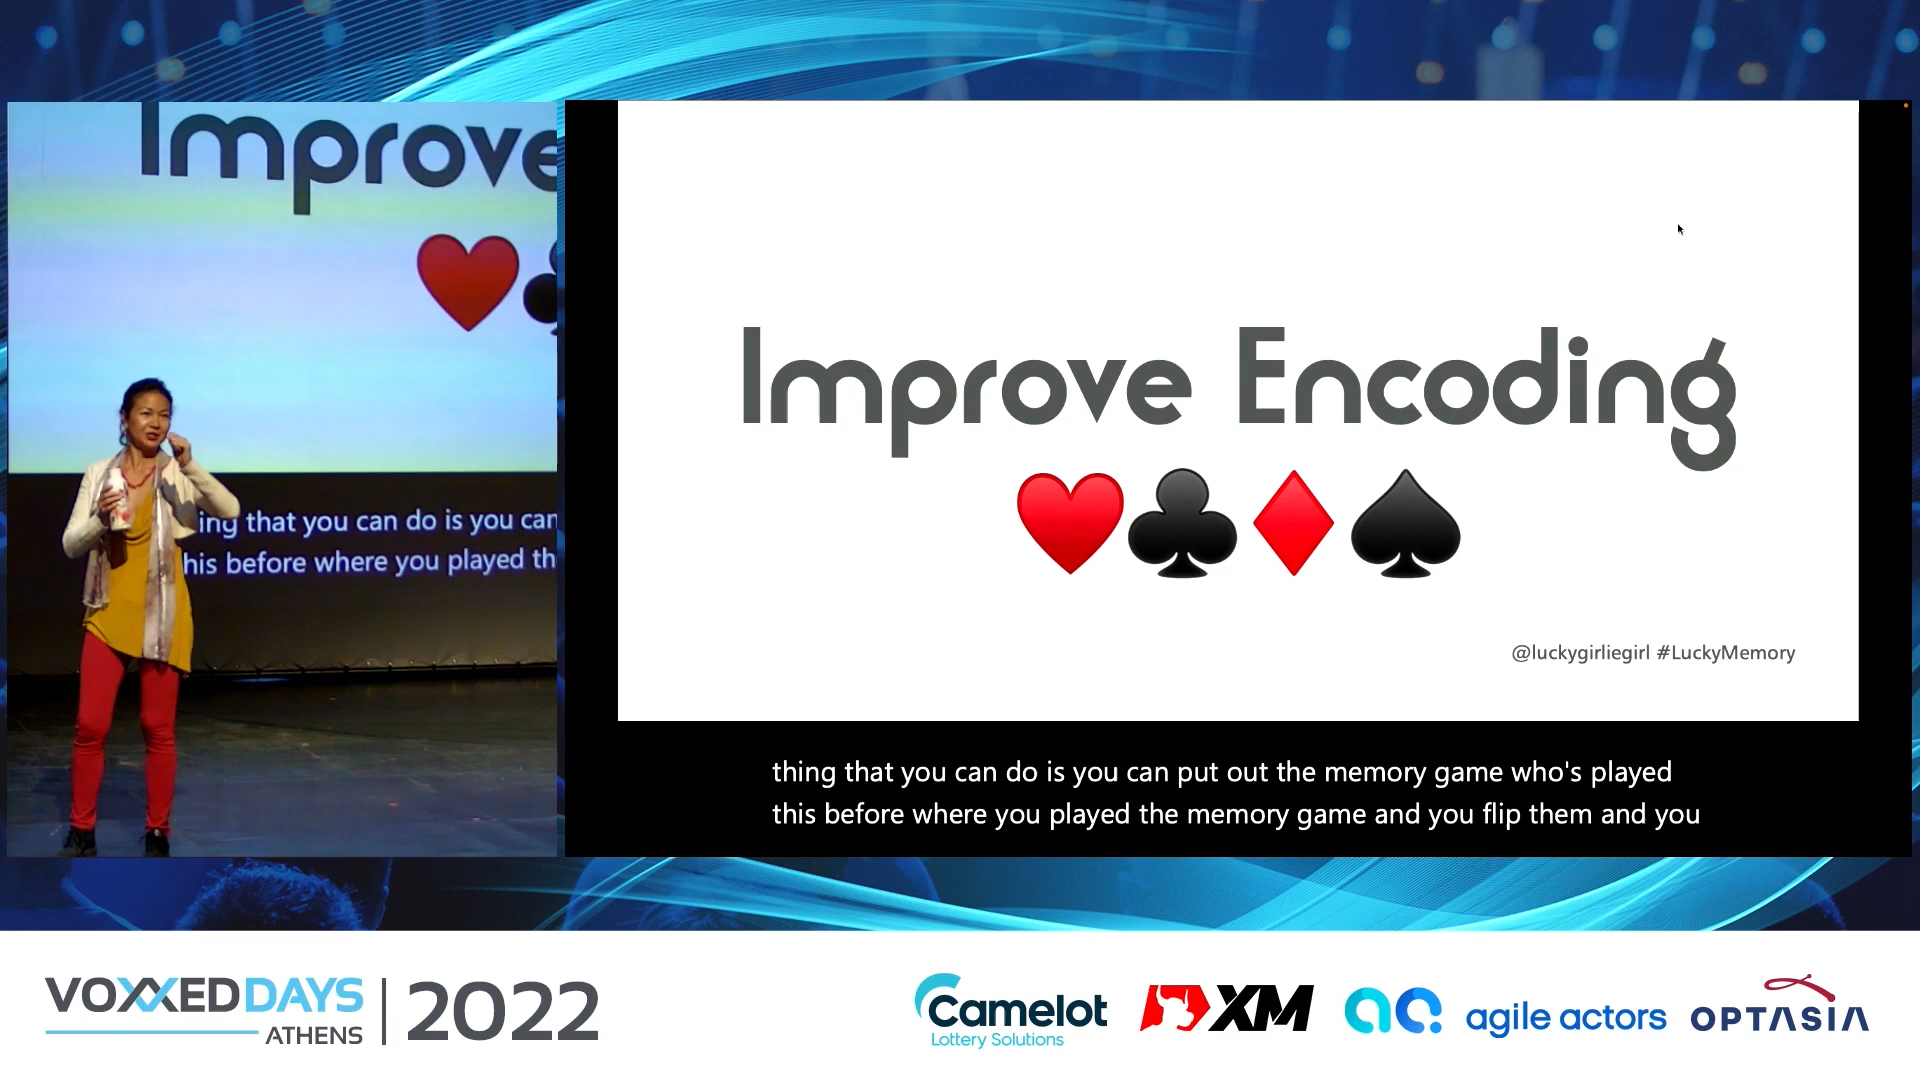 Improve
ing that you can do is you can
his before where you played th
Improve Encoding
@luckygirliegirl #LuckyMemory
thing that you can do is you can put out the memory game who's played
this before where you played the memory game and you flip them and you
VOXXEDDAYS
ATHENS
2022
Camelot
Lottery Solutions
XM
agile actors
OPTASIA